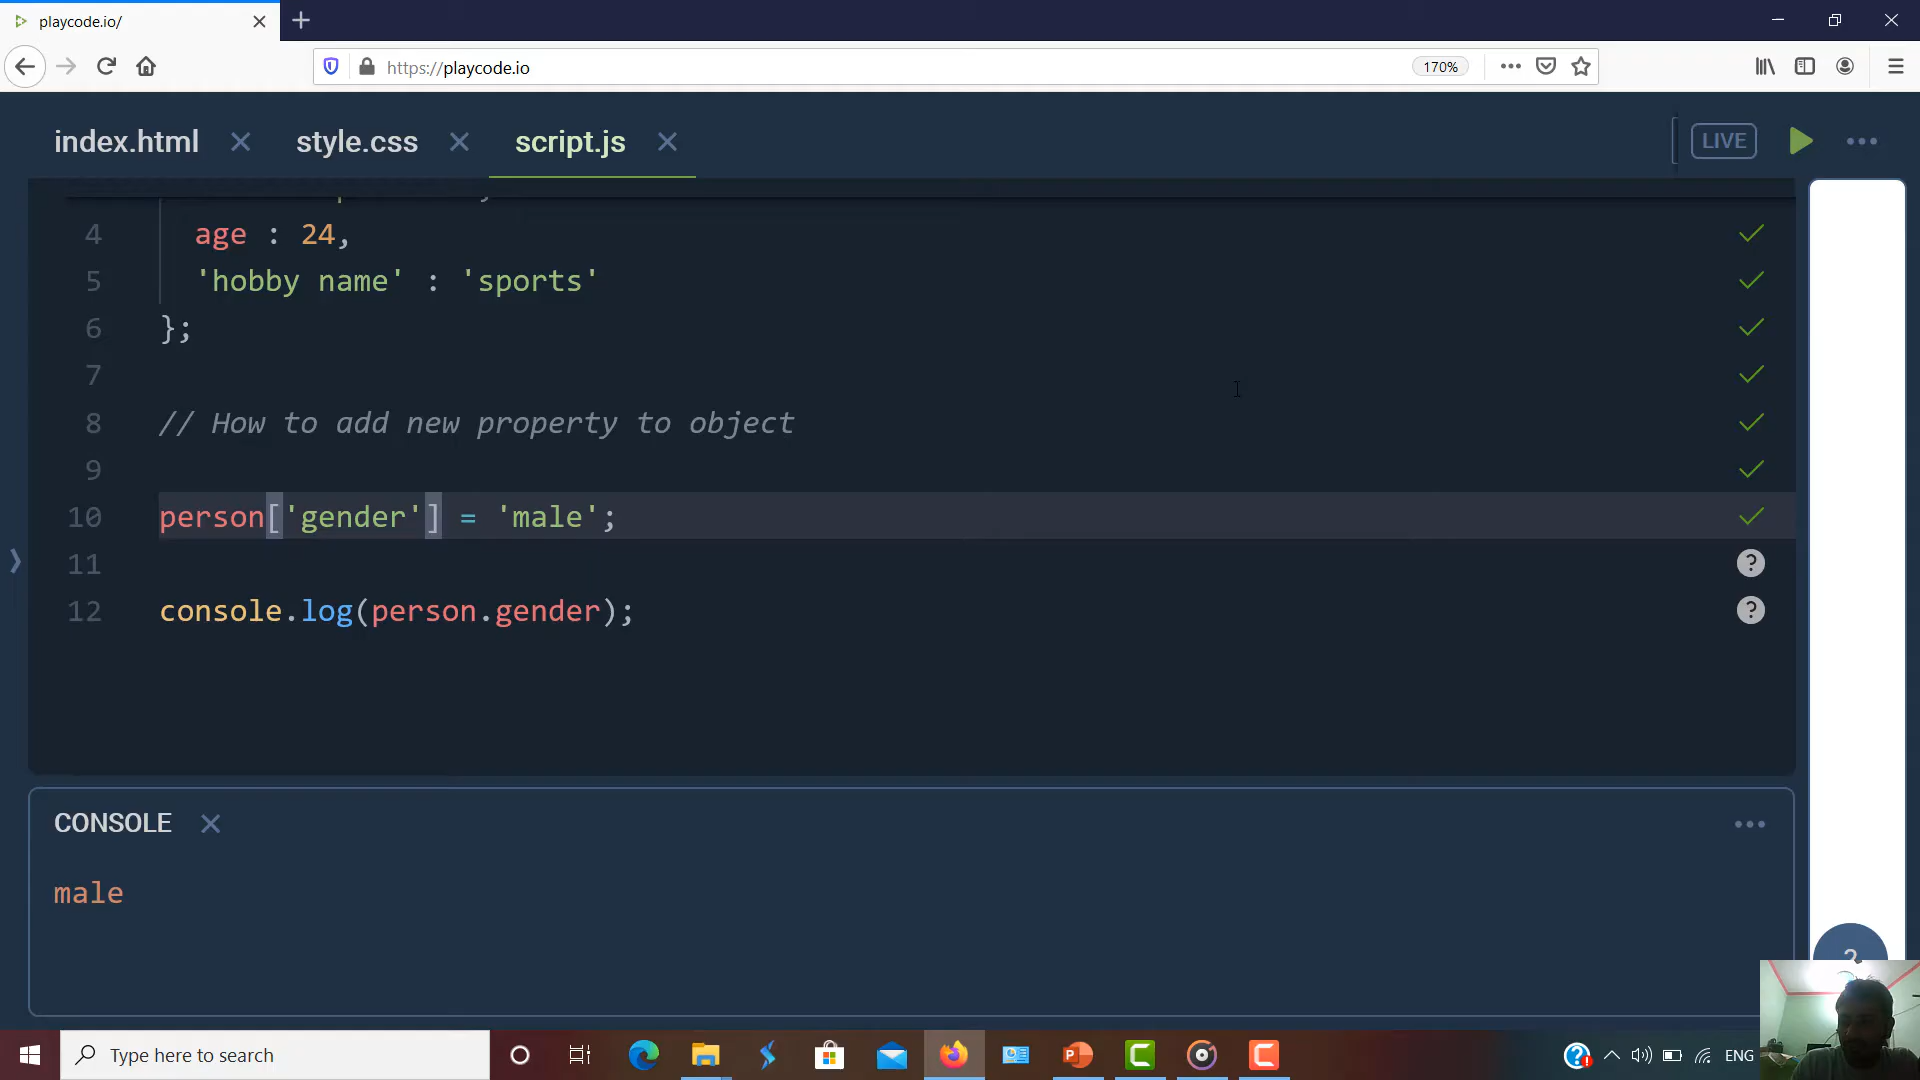 playcode.io/
https://playcode.io
170%
index.html
style.css
script.js
LIVE
4 age : 24,
5 'hobby name' : 'sports'
6 };
7
8 // How to add new property to object
9
10 person['gender'] = 'male';
11 ?
12 console.log(person.gender); ?
CONSOLE
male
Type here to search
ENG